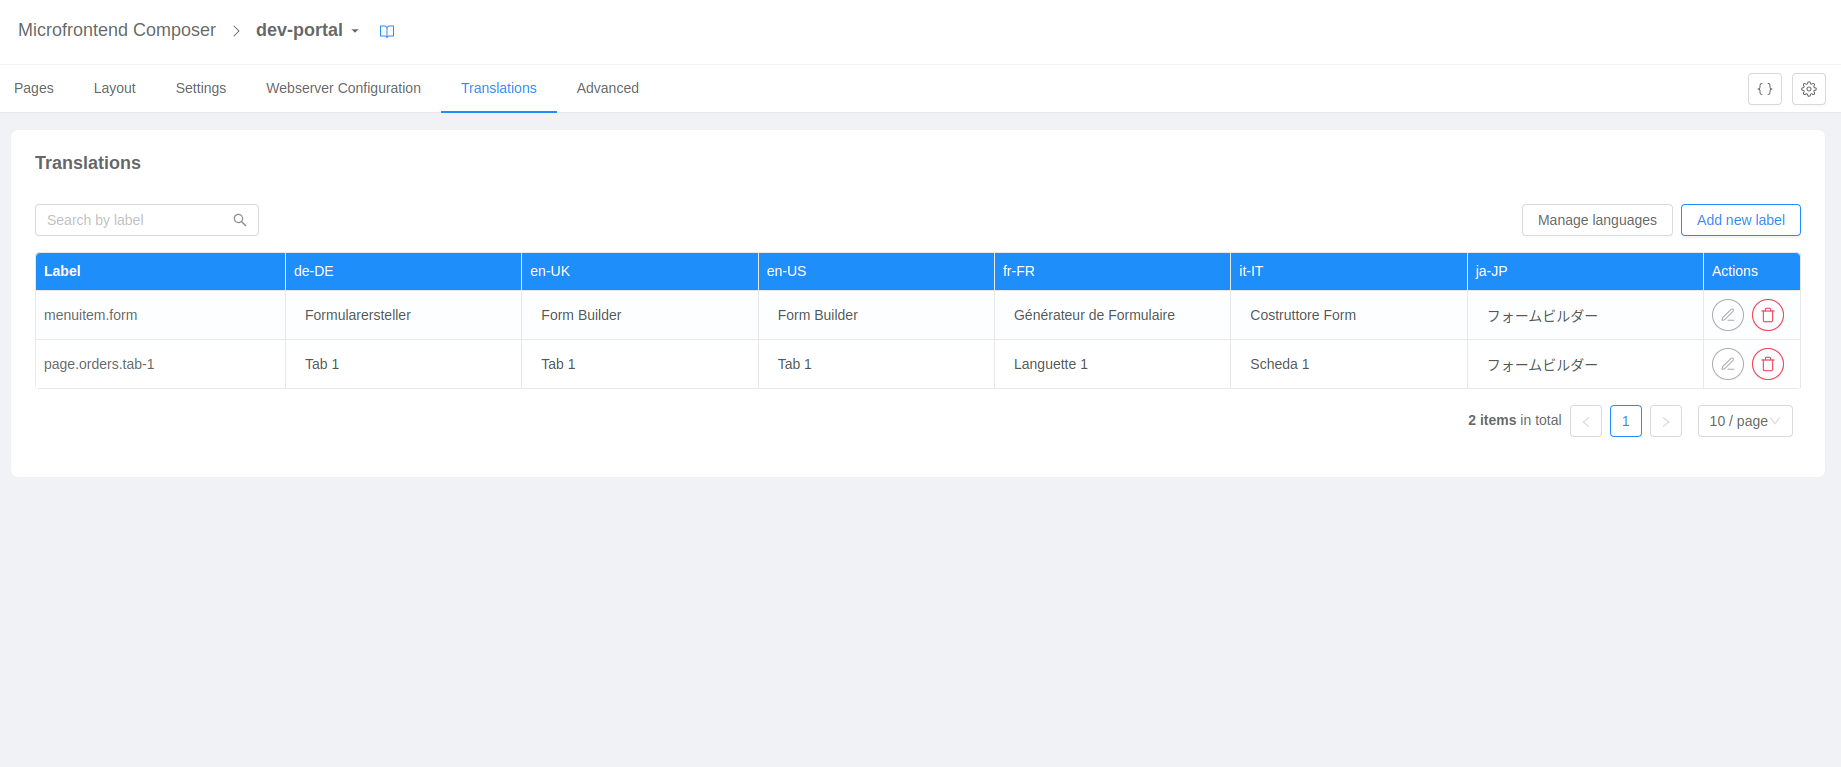 Microfrontend Composer > dev-portal
Pages Layout Settings Webserver Configuration Translations Advanced { }
Translations
Search by label Manage languages Add new label
Label de-DE en-UK en-US fr-FR it-IT ja-JP Actions
menuitem.form Formularersteller Form Builder Form Builder Générateur de Formulaire Costruttore Form フォームビルダー
page.orders.tab-1 Tab 1 Tab 1 Tab 1 Languette 1 Scheda 1 フォームビルダー
2 items in total < 1 > 10 / page